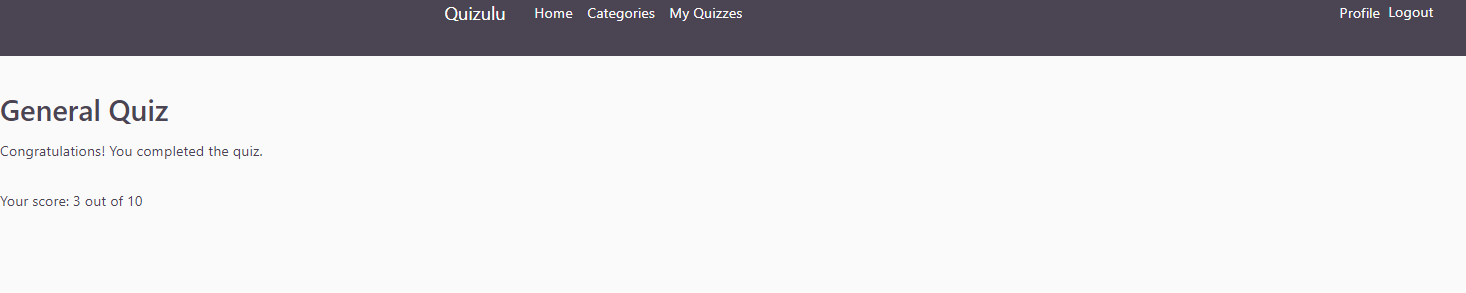 Quizulu Home Categories My Quizzes Profile Logout
General Quiz
Congratulations! You completed the quiz.
Your score: 3 out of 10